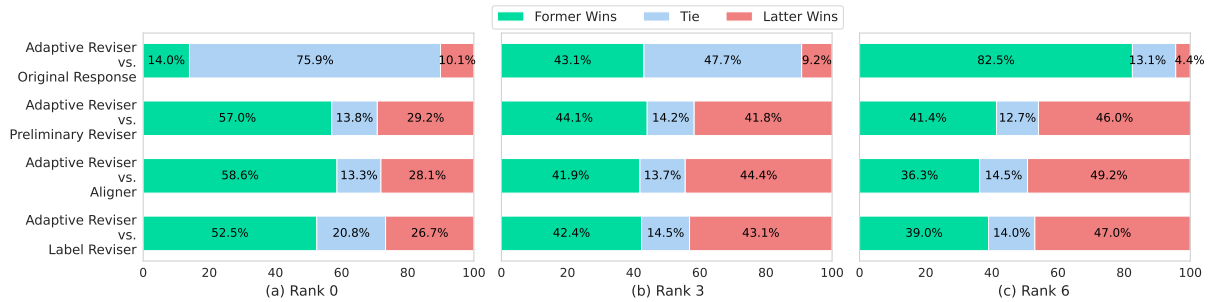 Former Wins Tie Latter Wins
Adaptive Reviser
vs.
Original Response
14.0% 75.9% 10.1%
43.1% 47.7% 9.2%
82.5% 13.1% 4.4%
Adaptive Reviser
vs.
Preliminary Reviser
57.0% 13.8% 29.2%
44.1% 14.2% 41.8%
41.4% 12.7% 46.0%
Adaptive Reviser
vs.
Aligner
58.6% 13.3% 28.1%
41.9% 13.7% 44.4%
36.3% 14.5% 49.2%
Adaptive Reviser
vs.
Label Reviser
52.5% 20.8% 26.7%
42.4% 14.5% 43.1%
39.0% 14.0% 47.0%
0 20 40 60 80 100
0 20 40 60 80 100
0 20 40 60 80 100
(a) Rank 0
(b) Rank 3
(c) Rank 6